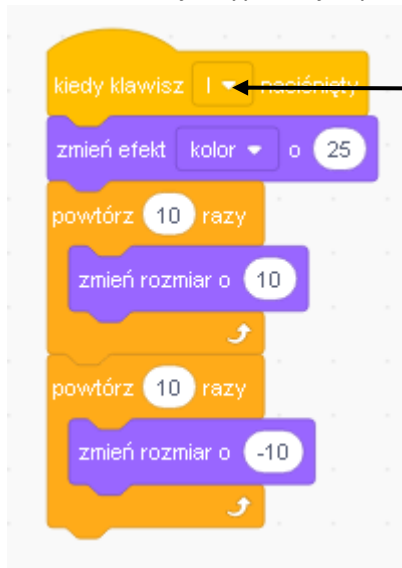 kiedy klawisz l naciśnięty
zmień efekt kolor o 25
powtórz 10 razy
zmień rozmiar o 10
powtórz 10 razy
zmień rozmiar o -10